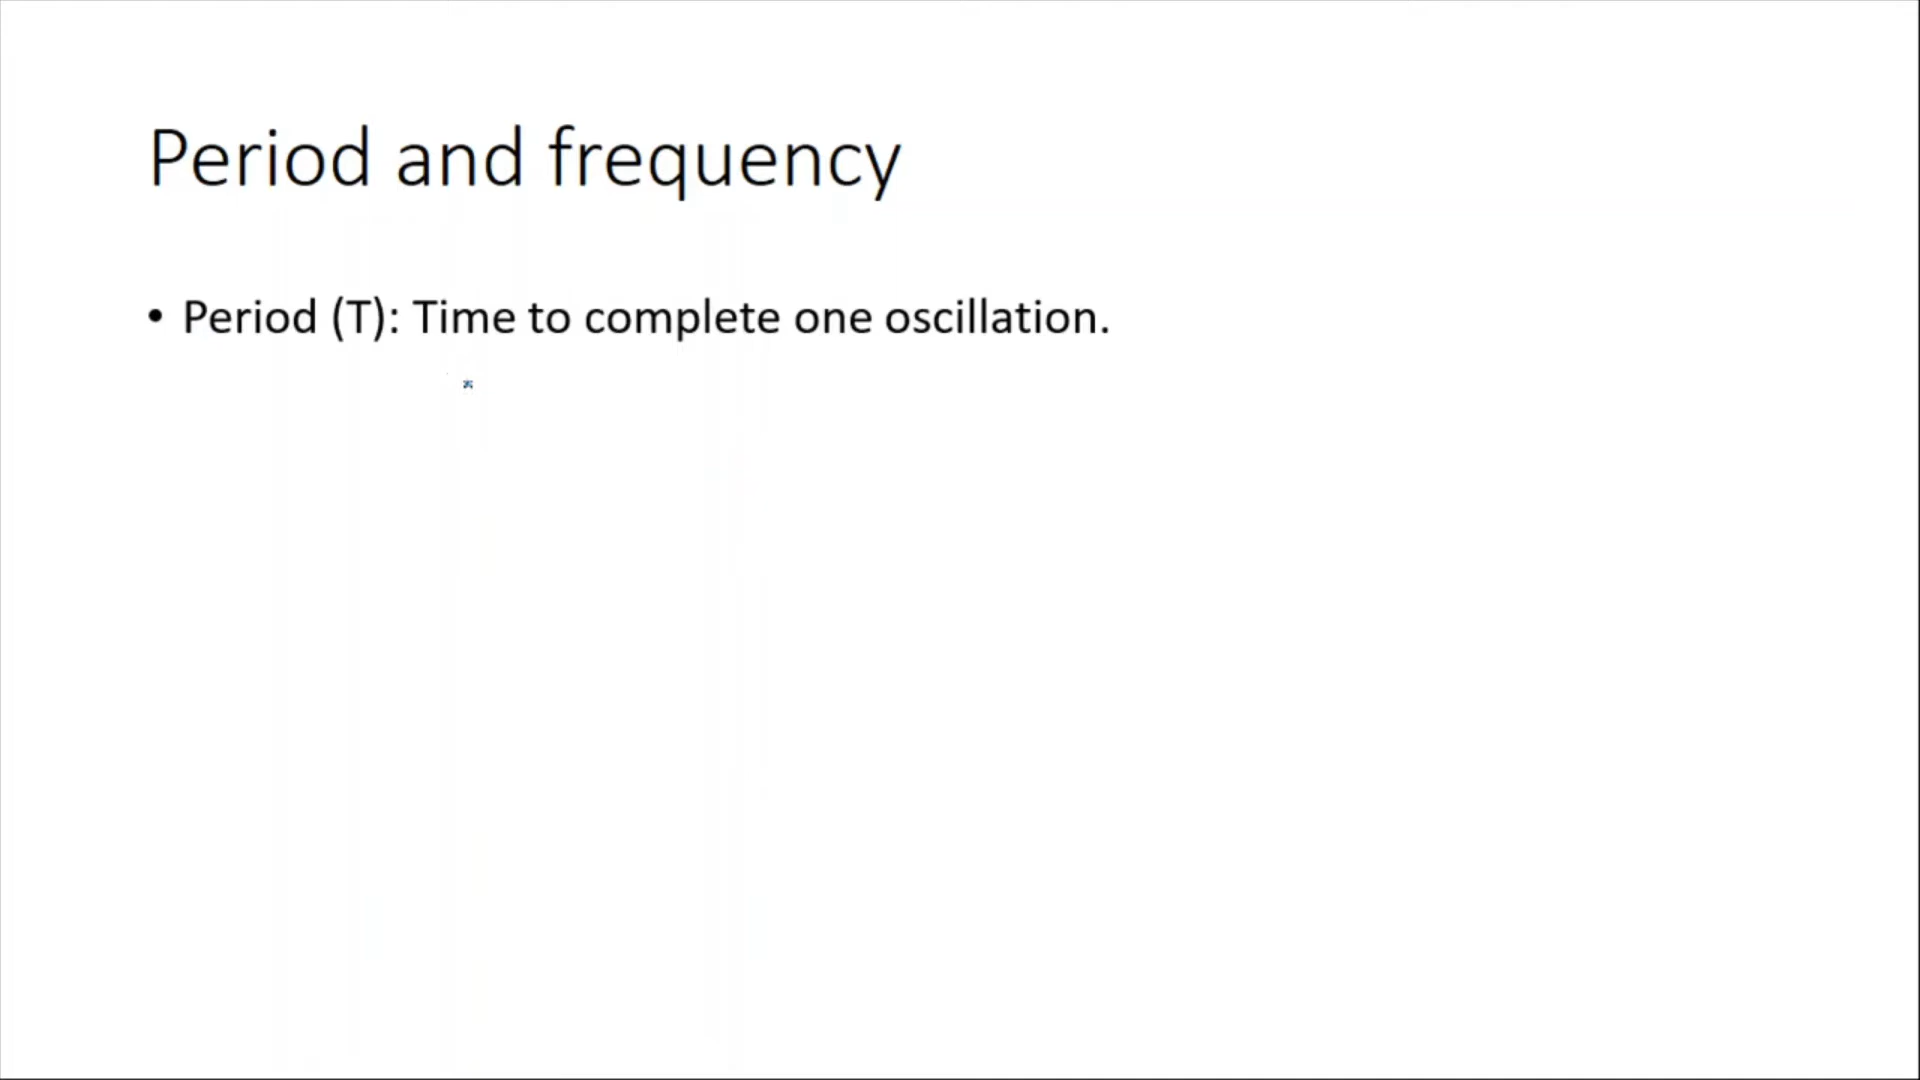 Period and frequency
• Period (T): Time to complete one oscillation.